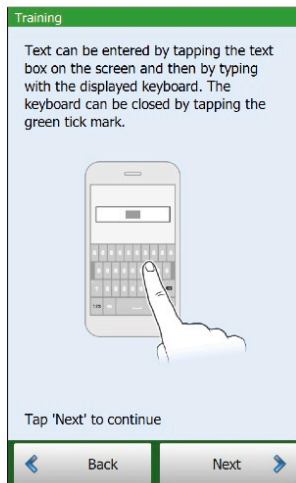 Training
Text can be entered by tapping the text
box on the screen and then by typing
with the displayed keyboard. The
keyboard can be closed by tapping the
green tick mark.
Tap 'Next' to continue
Back
Next